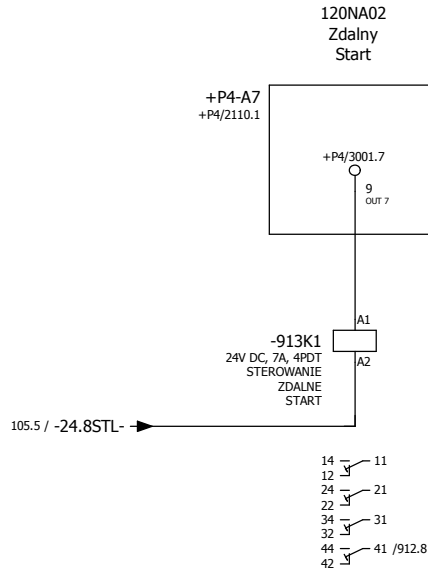 120NA02
Zdalny
Start
+P4-A7
+P4/2110.1
+P4/3001.7
9
OUT 7
A1
-913K1
24V DC, 7A, 4PDT
A2
STEROWANIE
ZDALNE
START
105.5 / -24.8STL-
14 11
12
24 21
22
34 31
32
44 41 /912.8
42